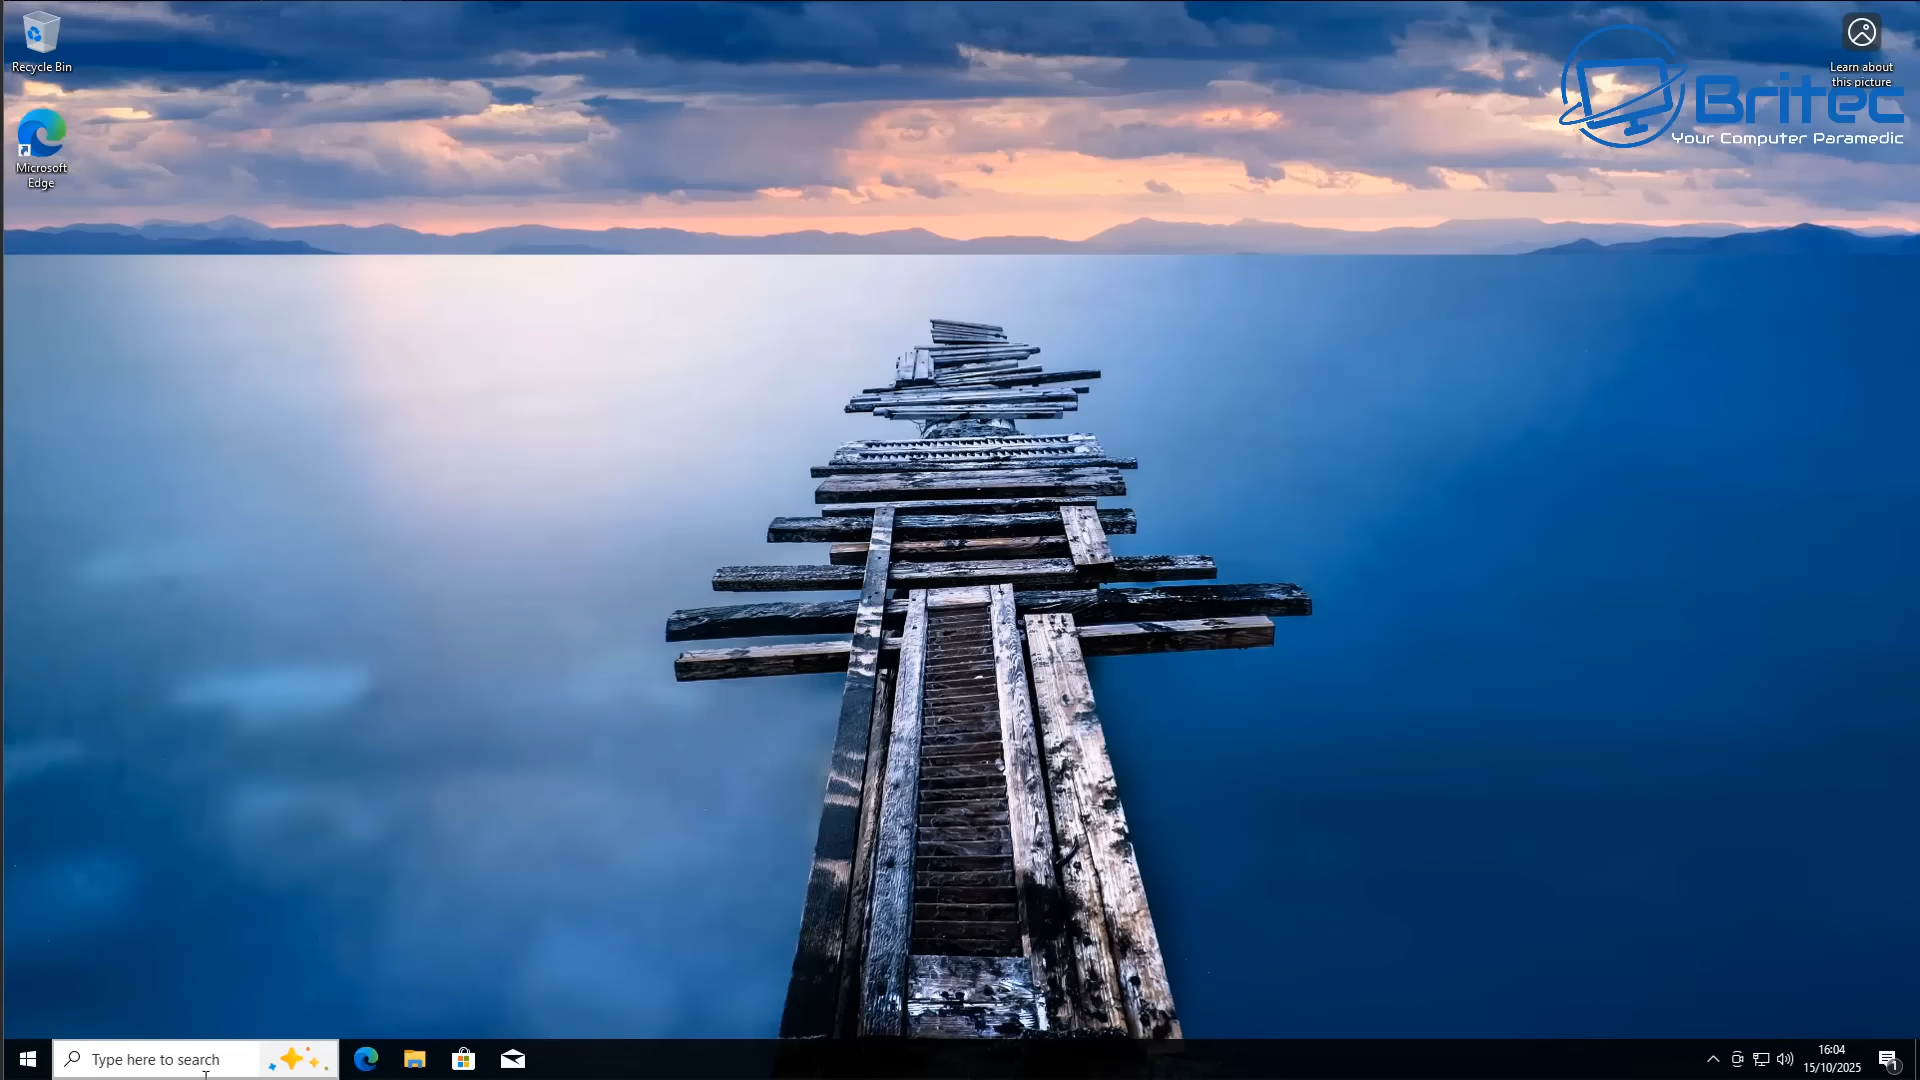 Recycle Bin
Microsoft
Edge
Learn about
this picture
Britec
Your Computer Paramedic
Type here to search
16:04
15/10/2025
1